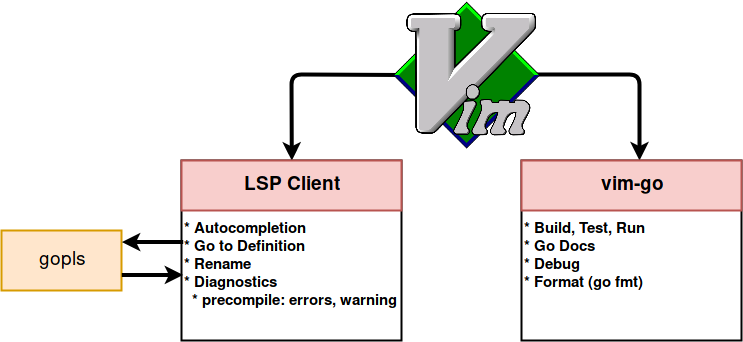 Vim
LSP Client
* Autocompletion
* Go to Definition
* Rename
* Diagnostics
* precompile: errors, warning
vim-go
* Build, Test, Run
* Go Docs
* Debug
* Format (go fmt)
gopls